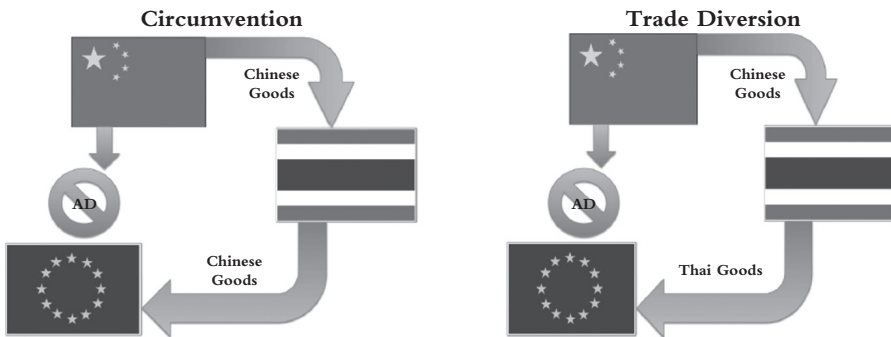 Circumvention
Chinese
Goods
AD
Chinese
Goods
Trade Diversion
Chinese
Goods
AD
Thai Goods